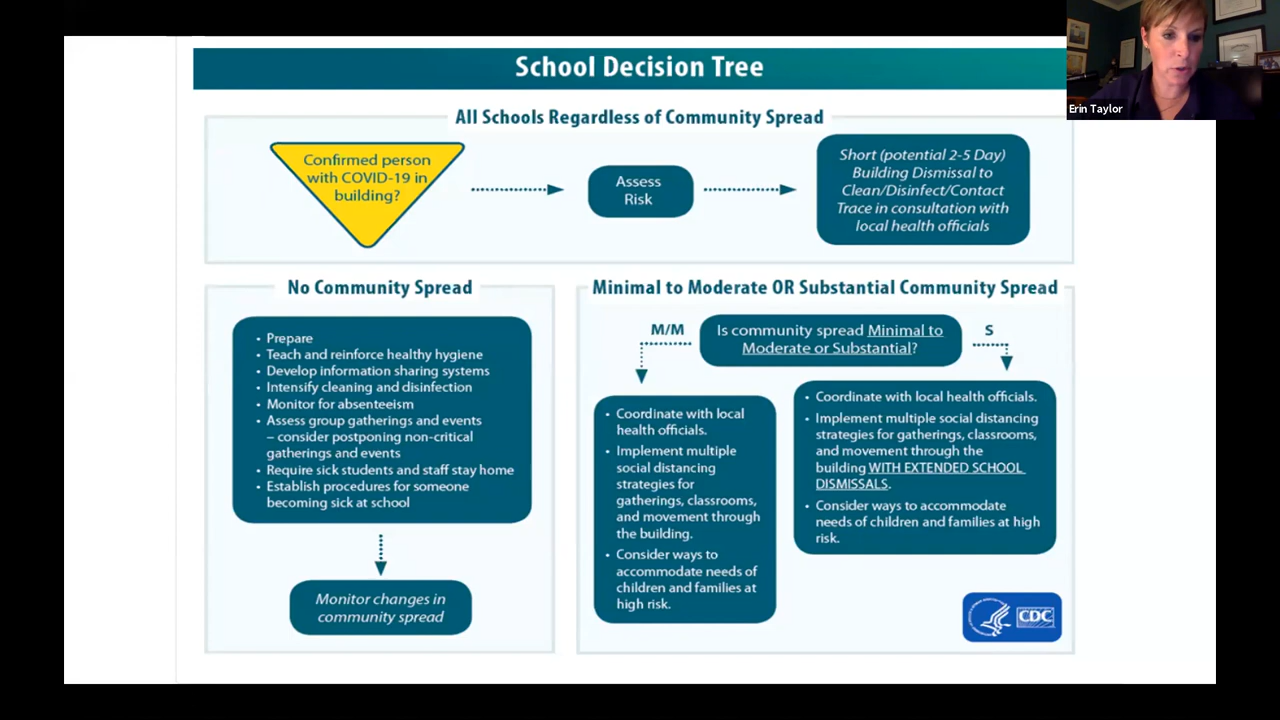 School Decision Tree
Erin Taylor
All Schools Regardless of Community Spread
Confirmed person
with COVID-19 in
building?
Assess
Risk
Short (potential 2-5 Day)
Building Dismissal to
Clean/Disinfect/Contact
Trace in consultation with
local health officials
No Community Spread
• Prepare
• Teach and reinforce healthy hygiene
• Develop information sharing systems
• Intensify cleaning and disinfection
• Monitor for absenteeism
• Assess group gatherings and events
– consider postponing non-critical
gatherings and events
• Require sick students and staff stay home
• Establish procedures for someone
becoming sick at school
Monitor changes in
community spread
Minimal to Moderate OR Substantial Community Spread
M/M
Is community spread Minimal to
Moderate or Substantial?
S
• Coordinate with local
health officials.
• Implement multiple
social distancing
strategies for
gatherings, classrooms,
and movement through
the building.
• Consider ways to
accommodate needs of
children and families at
high risk.
• Coordinate with local health officials.
• Implement multiple social distancing
strategies for gatherings, classrooms,
and movement through the
building WITH EXTENDED SCHOOL
DISMISSALS.
• Consider ways to accommodate
needs of children and families at high
risk.
CDC